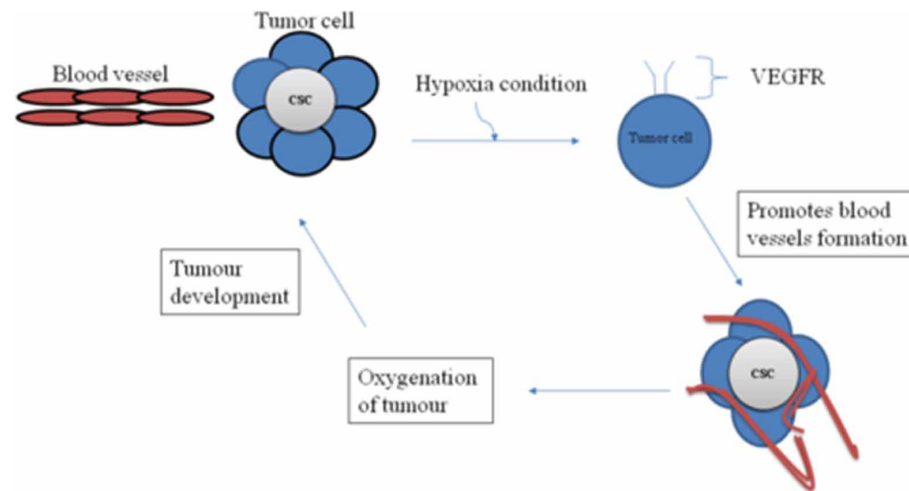 Tumor cell
Blood vessel
CSC
Hypoxia condition
VEGFR
Tumor cell
Promotes blood
vessels formation
Tumour
development
CSC
Oxygenation
of tumour